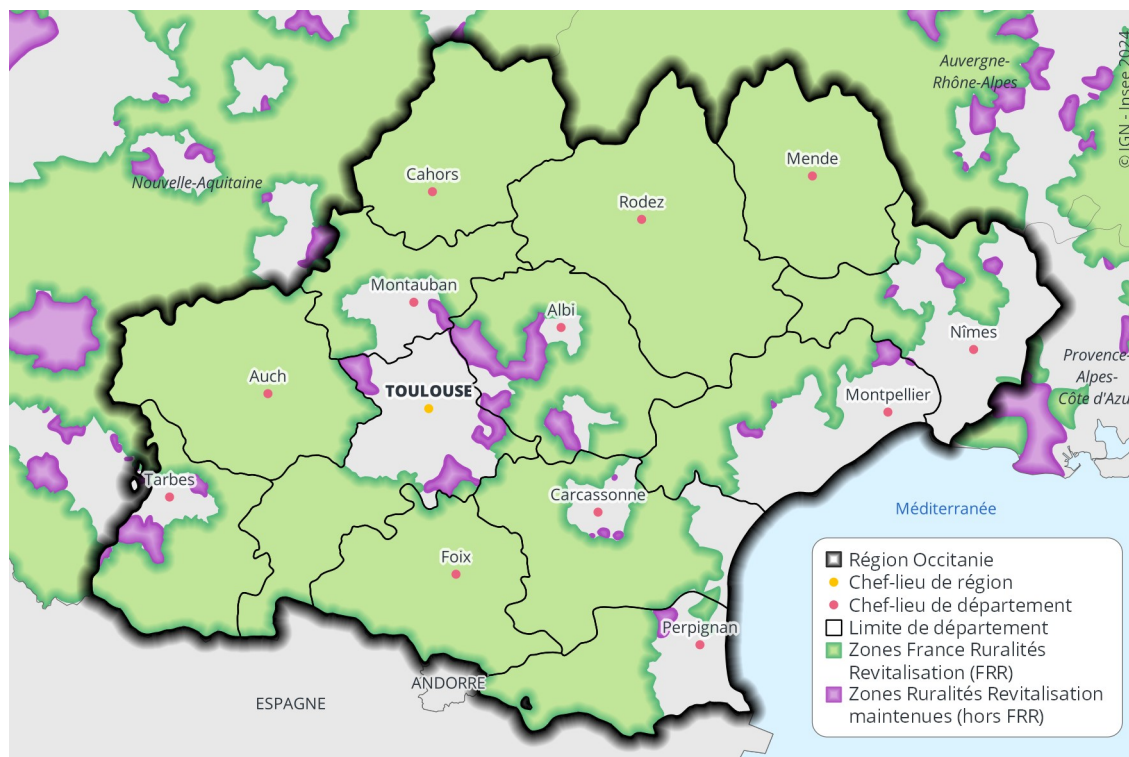 Auvergne-
Rhône-Alpes
© IGN - Insee 2024
Nouvelle-Aquitaine
Cahors
Mende
Rodez
Montauban
Albi
Nîmes
Provence-
Alpes-
Côte d'Azu
Auch
TOULOUSE
Montpellier
Tarbes
Carcassonne
Méditerranée
Foix
Perpignan
ANDORRE
ESPAGNE
Région Occitanie
Chef-lieu de région
Chef-lieu de département
Limite de département
Zones France Ruralités
Revitalisation (FRR)
Zones Ruralités Revitalisation
maintenues (hors FRR)